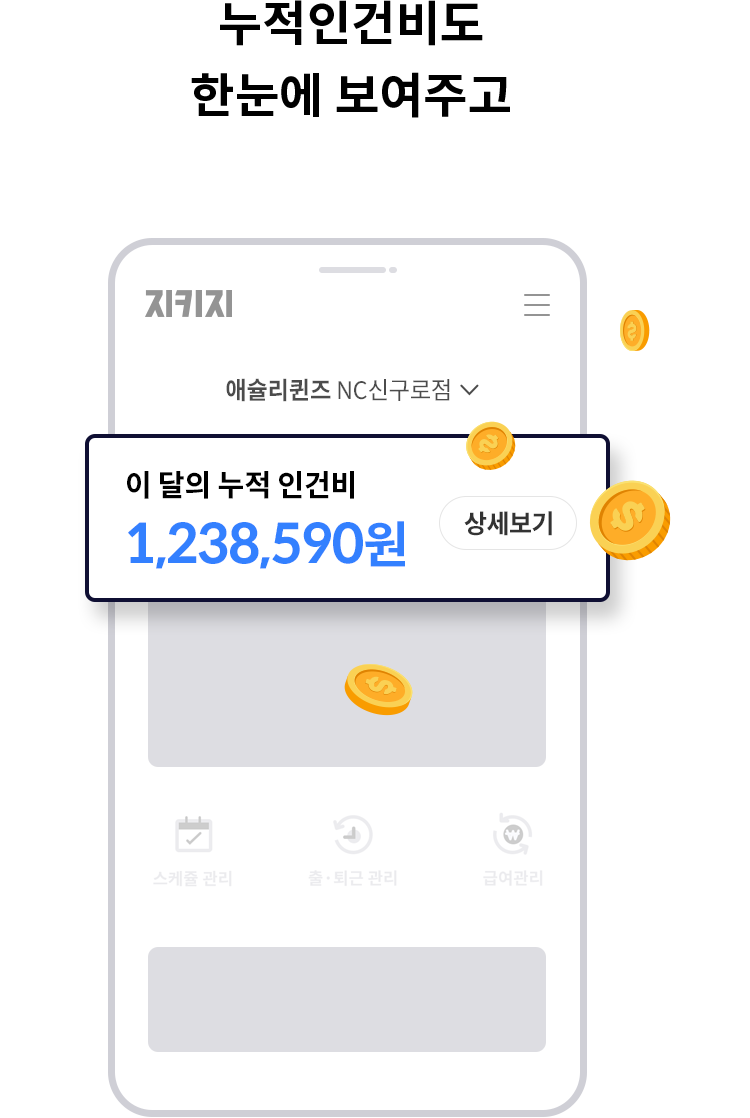 누적인건비도
한눈에 보여주고
지키지
애슐리퀸즈 NC신구로점
이 달의 누적 인건비
1,238,590원
상세보기
스케쥴 관리
출·퇴근 관리
급여관리